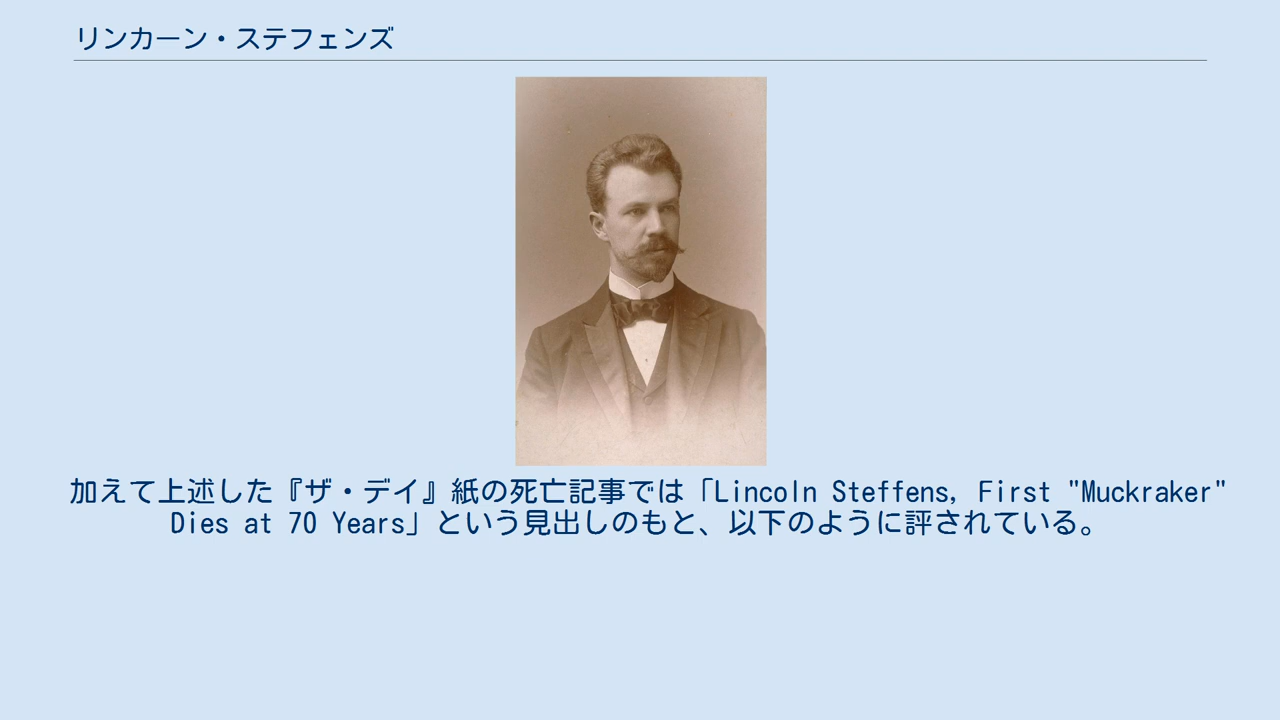 リンカーン・ステフェンズ
加えて上述した『ザ・デイ』紙の死亡記事では「Lincoln Steffens, First "Muckraker"
Dies at 70 Years」という見出しのもと、以下のように評されている。